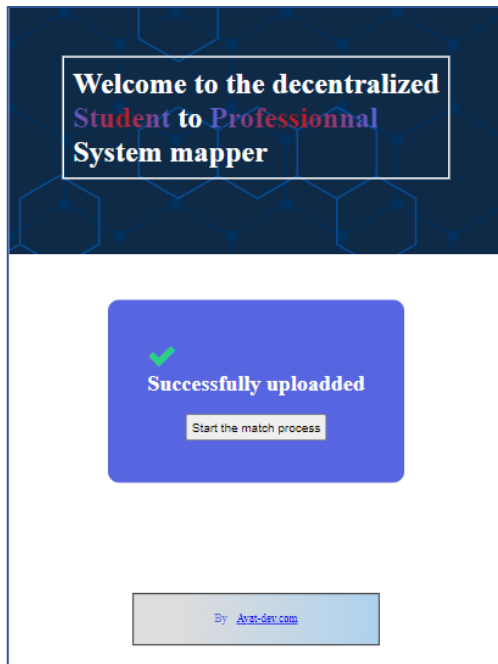 Welcome to the decentralized
Student to Professionnal
System mapper
Successfully uploadded
Start the match process
By Ayat-dev.com